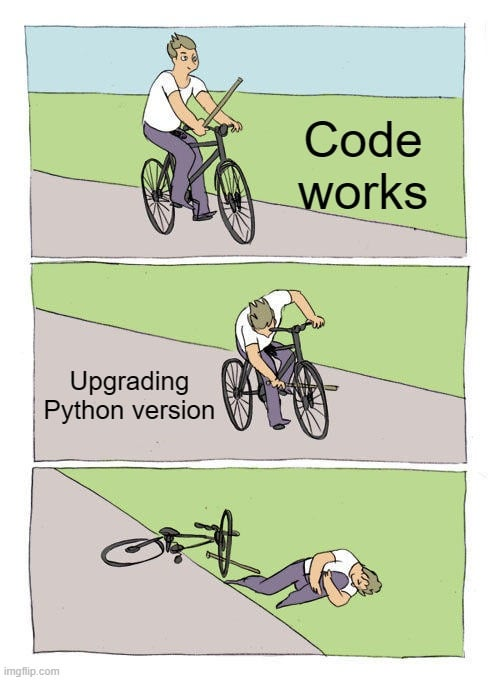 Code
works
Upgrading
Python version
imgflip.com